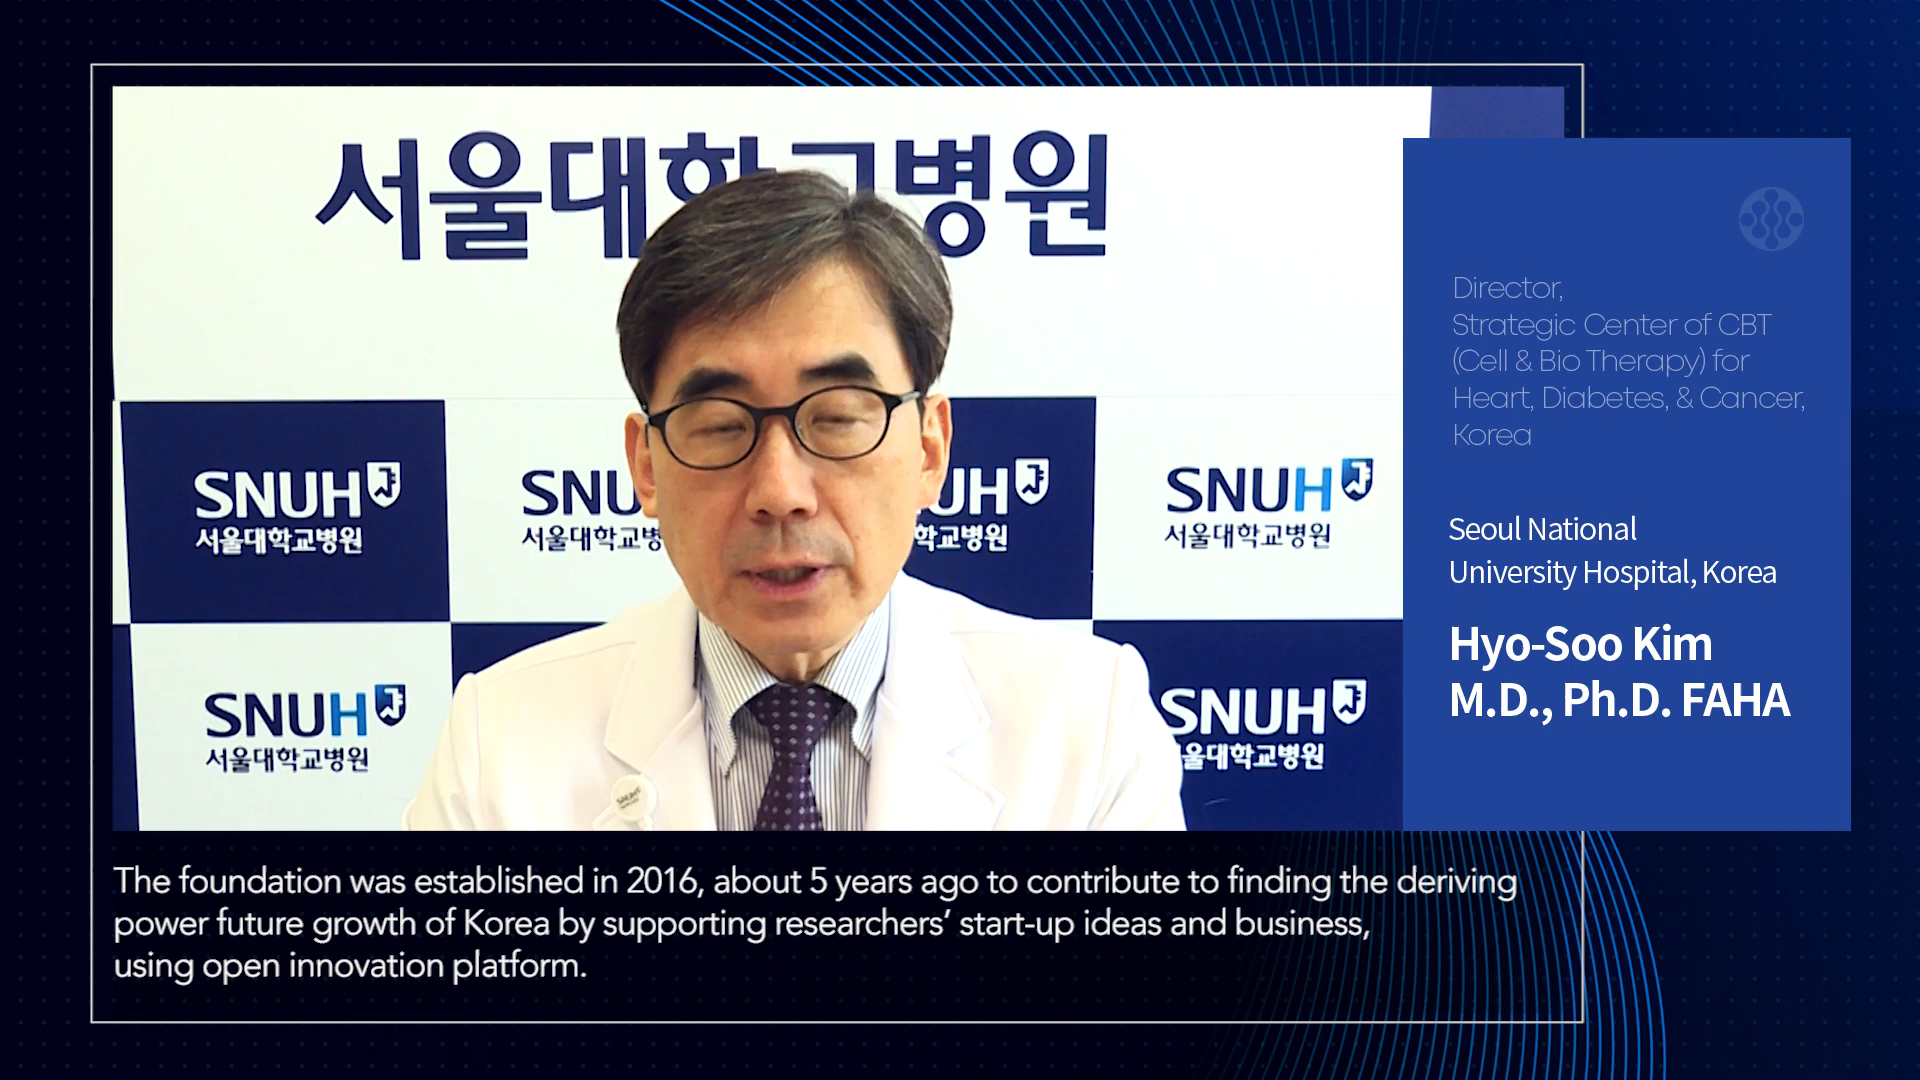 서울대학교병원
SNUH
서울대학교병원
SNU
서울대학교병
UH
학교병원
SNUH
서울대학교병원
SNUH
서울대학교병원
SNUH
울대학교병원
SNUH
Director,
Strategic Center of CBT
(Cell & Bio Therapy) for
Heart, Diabetes, & Cancer,
Korea
Seoul National
University Hospital, Korea
Hyo-Soo Kim
M.D., Ph.D. FAHA
The foundation was established in 2016, about 5 years ago to contribute to finding the deriving
power future growth of Korea by supporting researchers’ start-up ideas and business,
using open innovation platform.